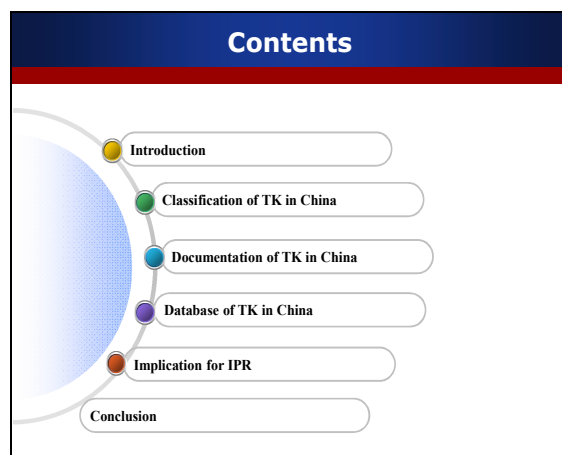 Contents
Introduction
Classification of TK in China
Documentation of TK in China
Database of TK in China
Implication for IPR
Conclusion